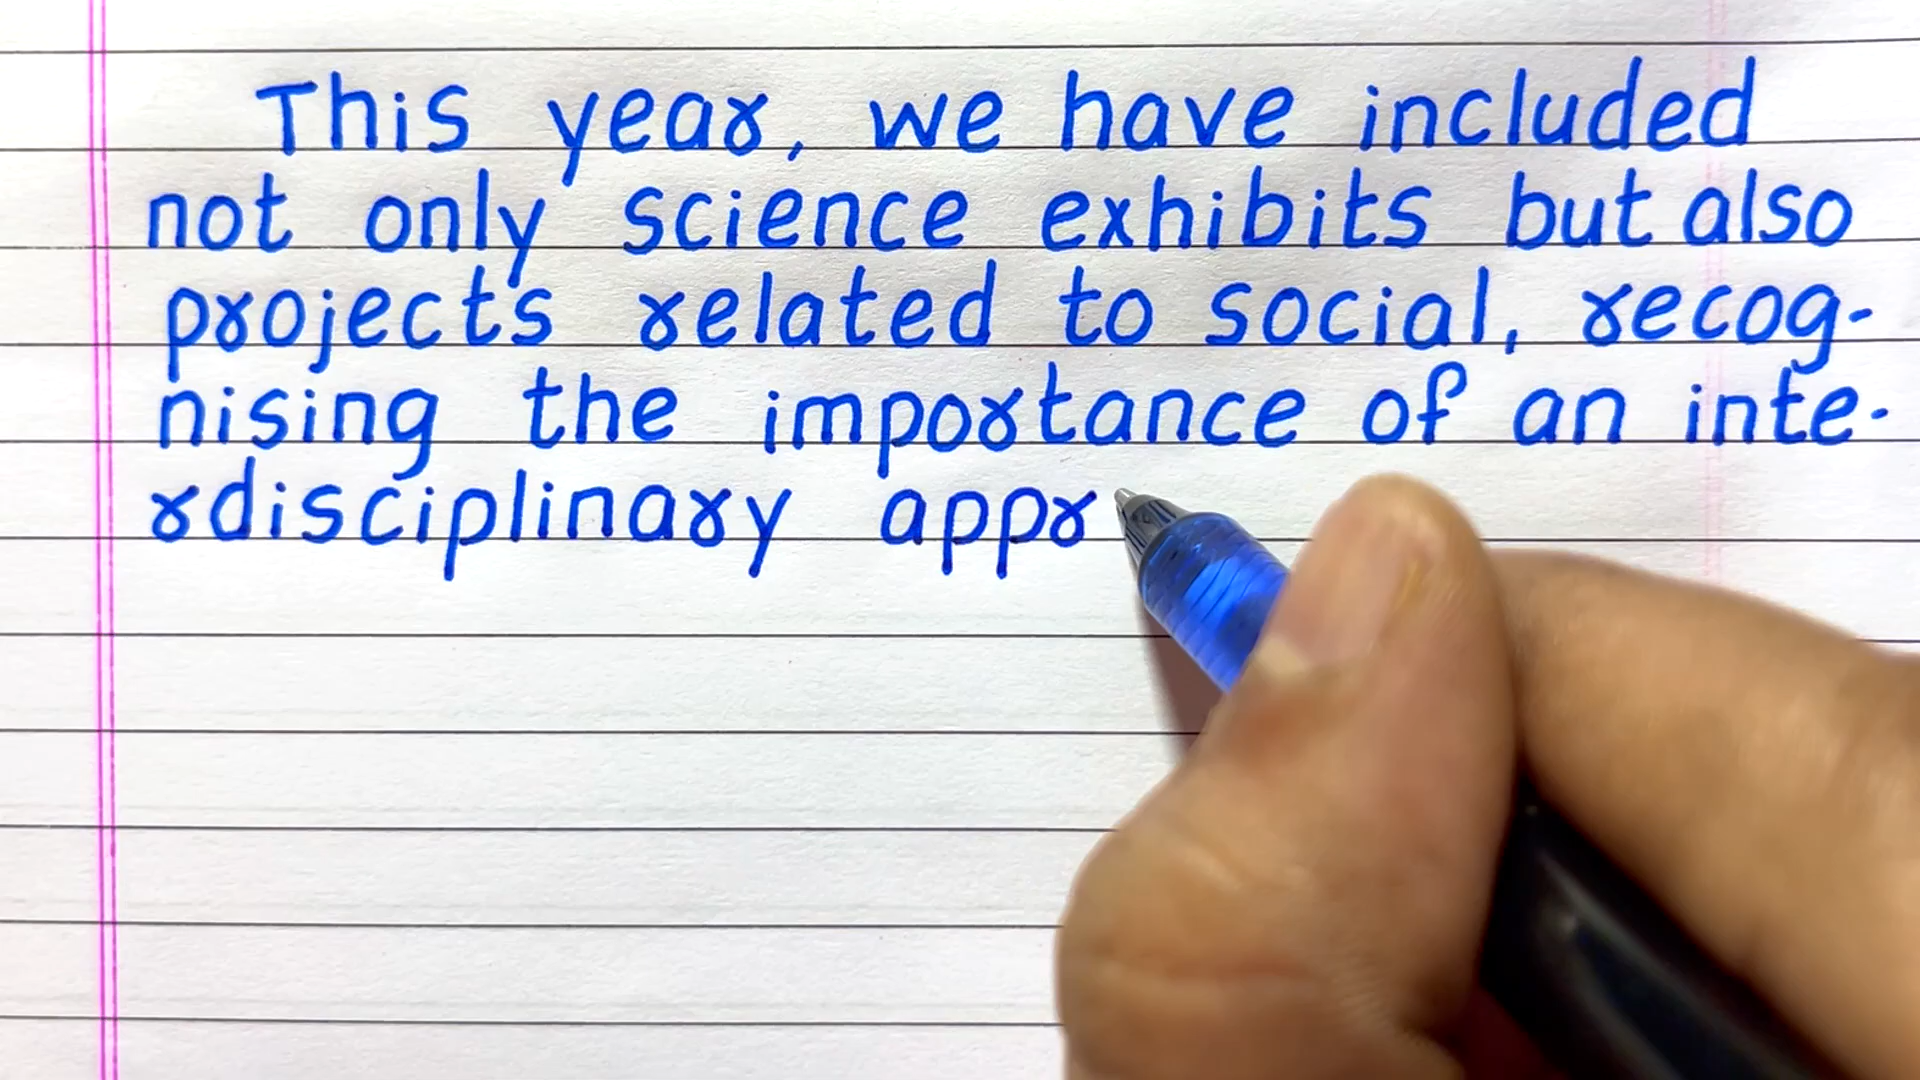 This year, we have included
not only science exhibits but also
projects related to social, recog-
nising the importance of an inte-
rdisciplinary appr